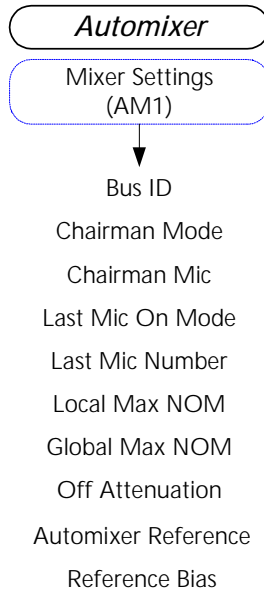 Automixer
Mixer Settings
(AM1)
Bus ID
Chairman Mode
Chairman Mic
Last Mic On Mode
Last Mic Number
Local Max NOM
Global Max NOM
Off Attenuation
Automixer Reference
Reference Bias